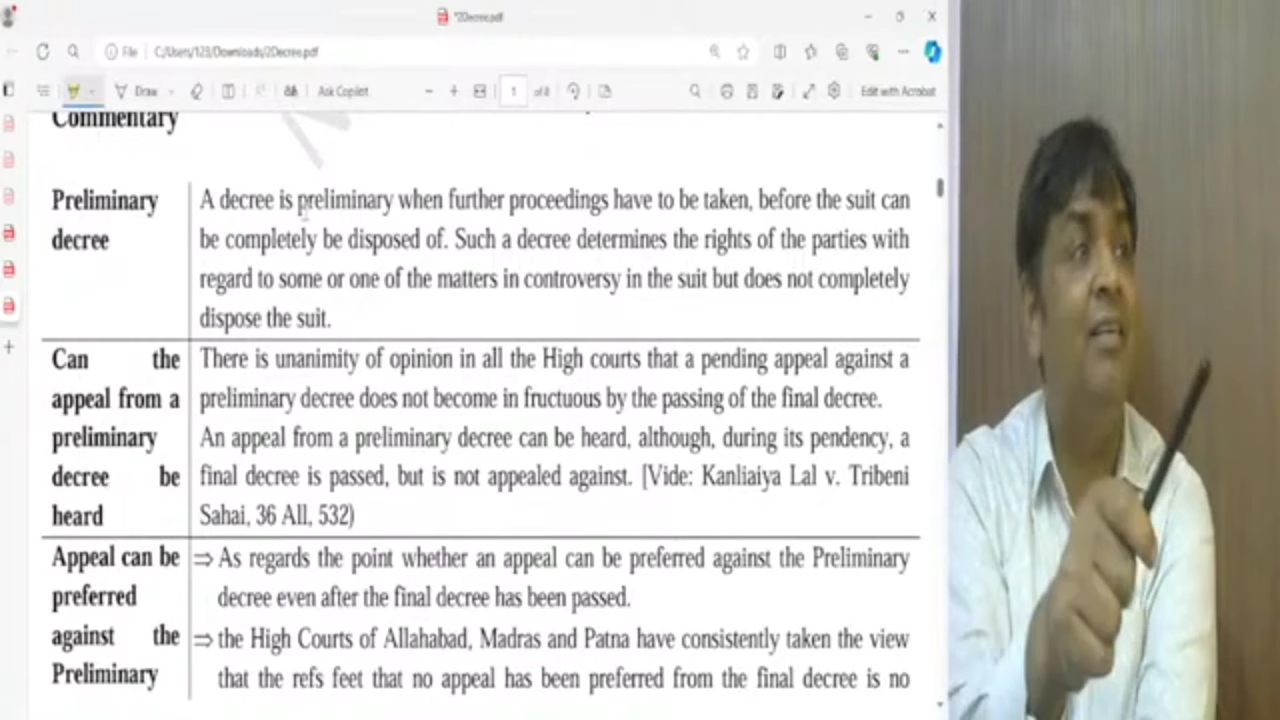 *2Decree.pdf
File C:/Users/123/Downloads/2Decree.pdf
Draw Ask Copilot 1 of 8 Edit with Acrobat
Commentary
Preliminary decree
A decree is preliminary when further proceedings have to be taken, before the suit can
be completely be disposed of. Such a decree determines the rights of the parties with
regard to some or one of the matters in controversy in the suit but does not completely
dispose the suit.
Can the
appeal from a
preliminary
decree be
heard
There is unanimity of opinion in all the High courts that a pending appeal against a
preliminary decree does not become in fructuous by the passing of the final decree.
An appeal from a preliminary decree can be heard, although, during its pendency, a
final decree is passed, but is not appealed against. [Vide: Kanliaiya Lal v. Tribeni
Sahai, 36 All, 532)
Appeal can be
preferred
against the
Preliminary
⇒ As regards the point whether an appeal can be preferred against the Preliminary
decree even after the final decree has been passed.
⇒ the High Courts of Allahabad, Madras and Patna have consistently taken the view
that the refs feet that no appeal has been preferred from the final decree is no